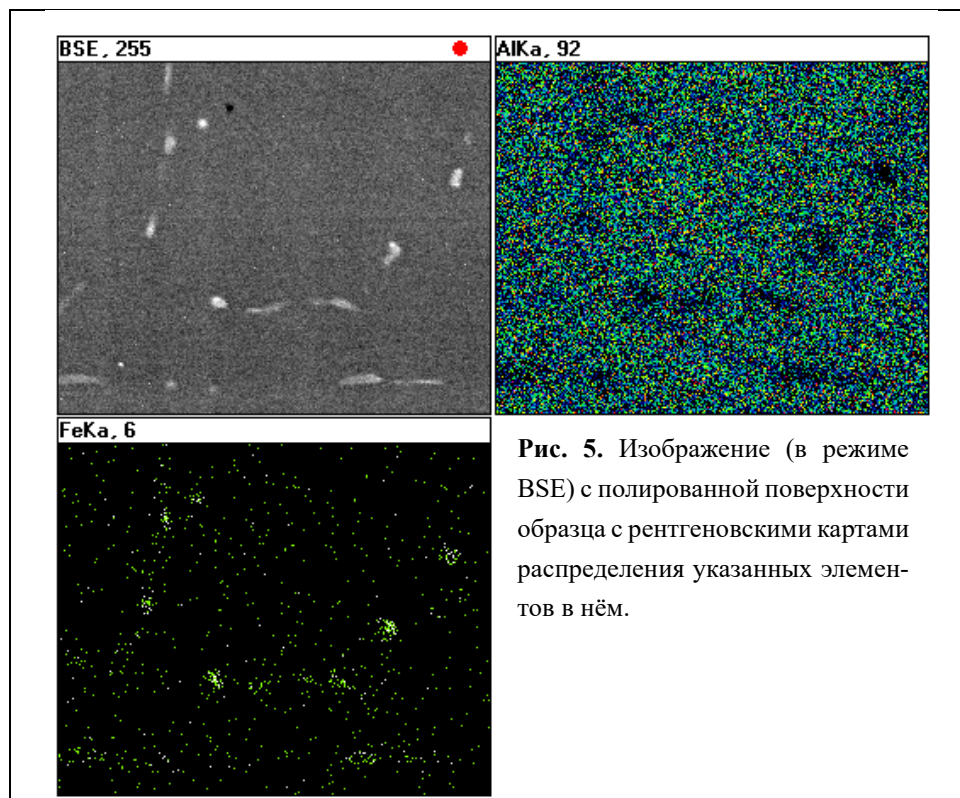 BSE, 255
AlKa, 92
FeKa, 6
Рис. 5. Изображение (в режиме
BSE) с полированной поверхности
образца с рентгеновскими картами
распределения указанных элемен-
тов в нём.